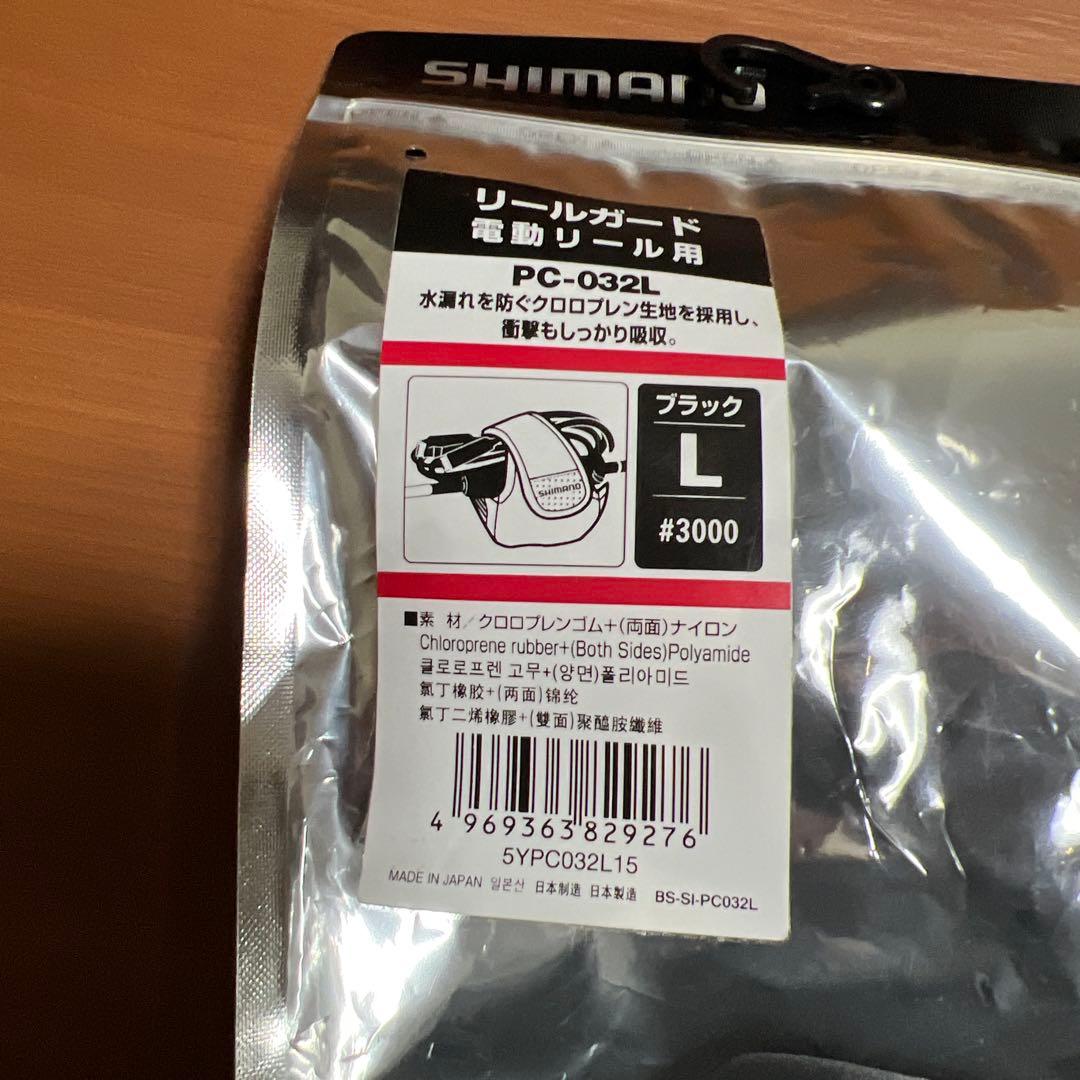 SHIMANO
リールガード
電動リール用
PC-032L
水漏れを防ぐクロロプレン生地を採用し、
衝撃もしっかり吸収。
SHIMANO
ブラック
L
#3000
■素 材/クロロプレンゴム+(両面)ナイロン
Chloroprene rubber+(Both Sides)Polyamide
클로로프렌 고무+(양면)폴리아미드
氯丁橡胶+(两面)锦纶
氯丁二烯橡膠+(雙面)聚醯胺纖維
4 969363 829276
5YPC032L15
MADE IN JAPAN 일본산 日本制造 日本製造 BS-SI-PC032L